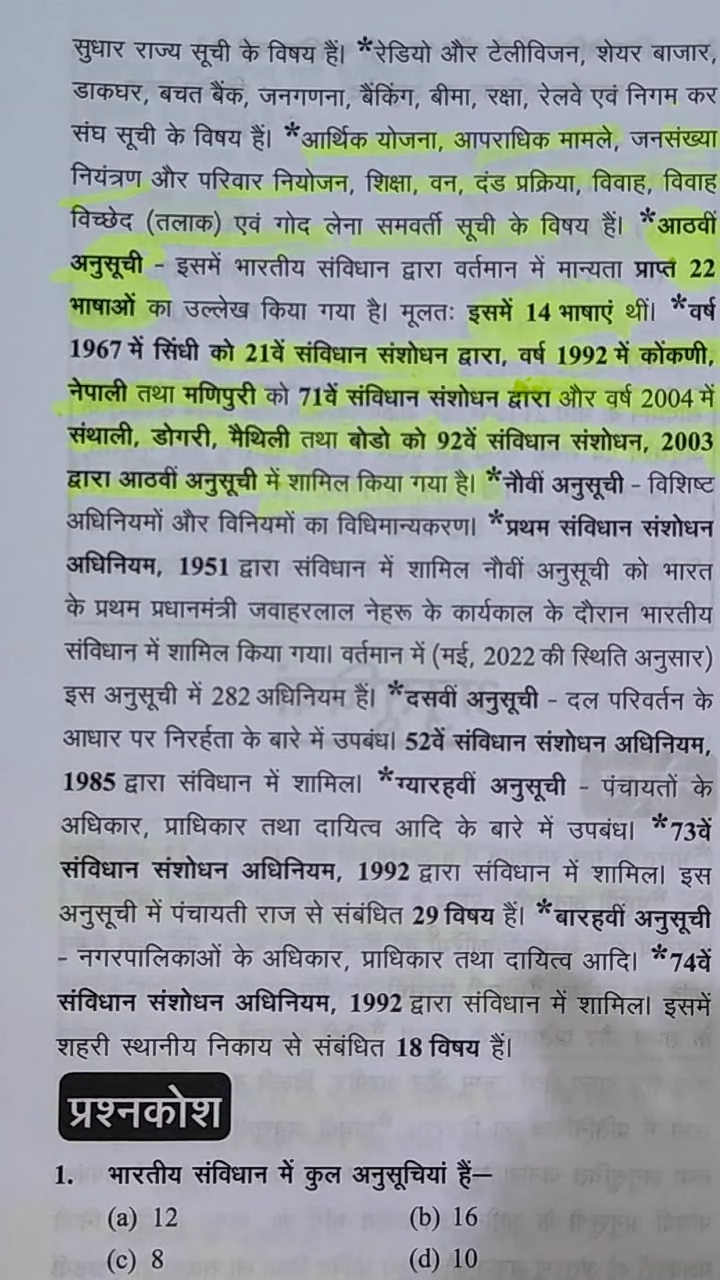 सुधार राज्य सूची के विषय हैं। *रेडियो और टेलीविजन, शेयर बाजार,
डाकघर, बचत बैंक, जनगणना, बैंकिंग, बीमा, रक्षा, रेलवे एवं निगम कर
संघ सूची के विषय हैं। *आर्थिक योजना, आपराधिक मामले, जनसंख्या
नियंत्रण और परिवार नियोजन, शिक्षा, वन, दंड प्रक्रिया, विवाह, विवाह
विच्छेद (तलाक) एवं गोद लेना समवर्ती सूची के विषय हैं। *आठवीं
अनुसूची - इसमें भारतीय संविधान द्वारा वर्तमान में मान्यता प्राप्त 22
भाषाओं का उल्लेख किया गया है। मूलतः इसमें 14 भाषाएं थीं। *वर्ष
1967 में सिंधी को 21वें संविधान संशोधन द्वारा, वर्ष 1992 में कोंकणी,
नेपाली तथा मणिपुरी को 71वें संविधान संशोधन द्वारा और वर्ष 2004 में
संथाली, डोगरी, मैथिली तथा बोडो को 92वें संविधान संशोधन, 2003
द्वारा आठवीं अनुसूची में शामिल किया गया है। *नौवीं अनुसूची - विशिष्ट
अधिनियमों और विनियमों का विधिमान्यकरण। *प्रथम संविधान संशोधन
अधिनियम, 1951 द्वारा संविधान में शामिल नौवीं अनुसूची को भारत
के प्रथम प्रधानमंत्री जवाहरलाल नेहरू के कार्यकाल के दौरान भारतीय
संविधान में शामिल किया गया। वर्तमान में (मई, 2022 की स्थिति अनुसार)
इस अनुसूची में 282 अधिनियम हैं। *दसवीं अनुसूची - दल परिवर्तन के
आधार पर निरर्हता के बारे में उपबंध। 52वें संविधान संशोधन अधिनियम,
1985 द्वारा संविधान में शामिल। *ग्यारहवीं अनुसूची - पंचायतों के
अधिकार, प्राधिकार तथा दायित्व आदि के बारे में उपबंध। *73वें
संविधान संशोधन अधिनियम, 1992 द्वारा संविधान में शामिल। इस
अनुसूची में पंचायती राज से संबंधित 29 विषय हैं। *बारहवीं अनुसूची
- नगरपालिकाओं के अधिकार, प्राधिकार तथा दायित्व आदि। *74वें
संविधान संशोधन अधिनियम, 1992 द्वारा संविधान में शामिल। इसमें
शहरी स्थानीय निकाय से संबंधित 18 विषय हैं।
प्रश्नकोश
1. भारतीय संविधान में कुल अनुसूचियां हैं—
(a) 12 (b) 16
(c) 8 (d) 10